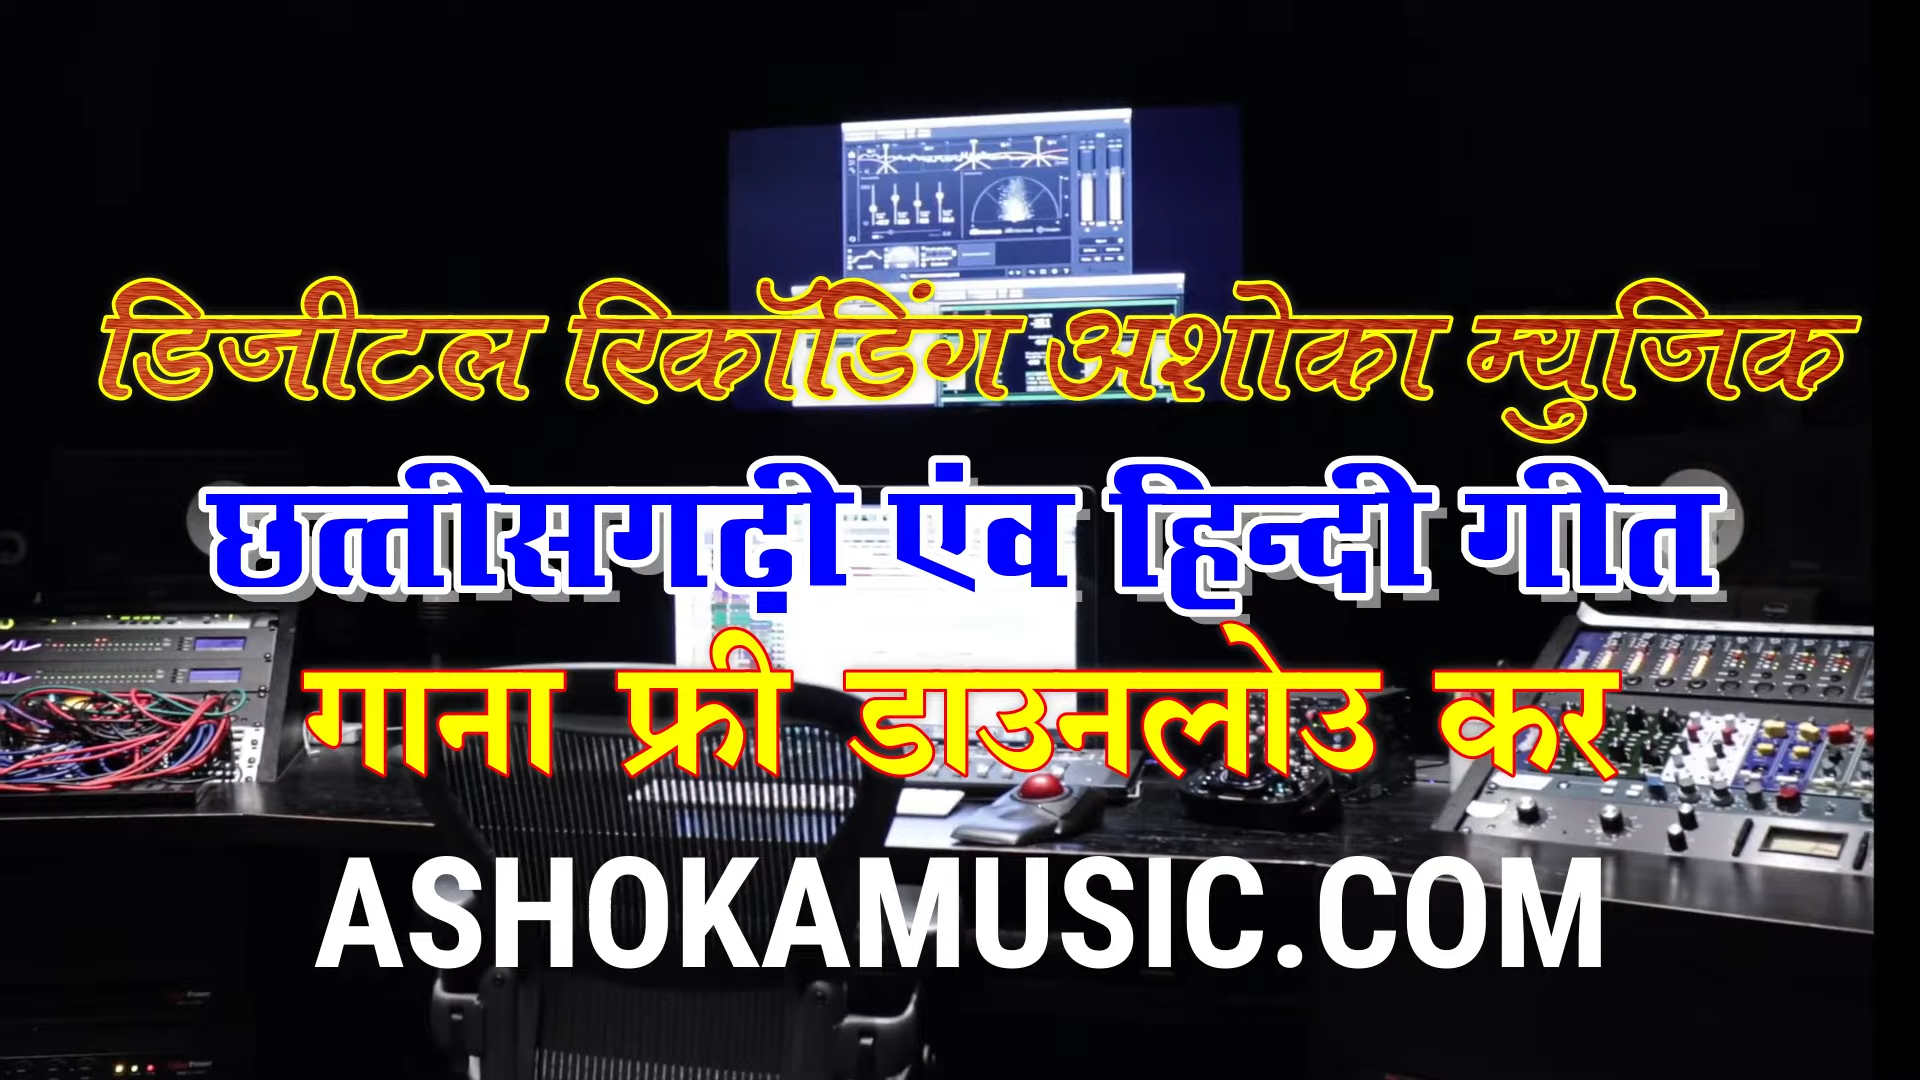 डिजीटल रिकॉडिंग अशोका म्युजिक
छत्तीसगढ़ी एंव हिन्दी गीत
गाना फ्री डाउनलोउ कर
ASHOKAMUSIC.COM